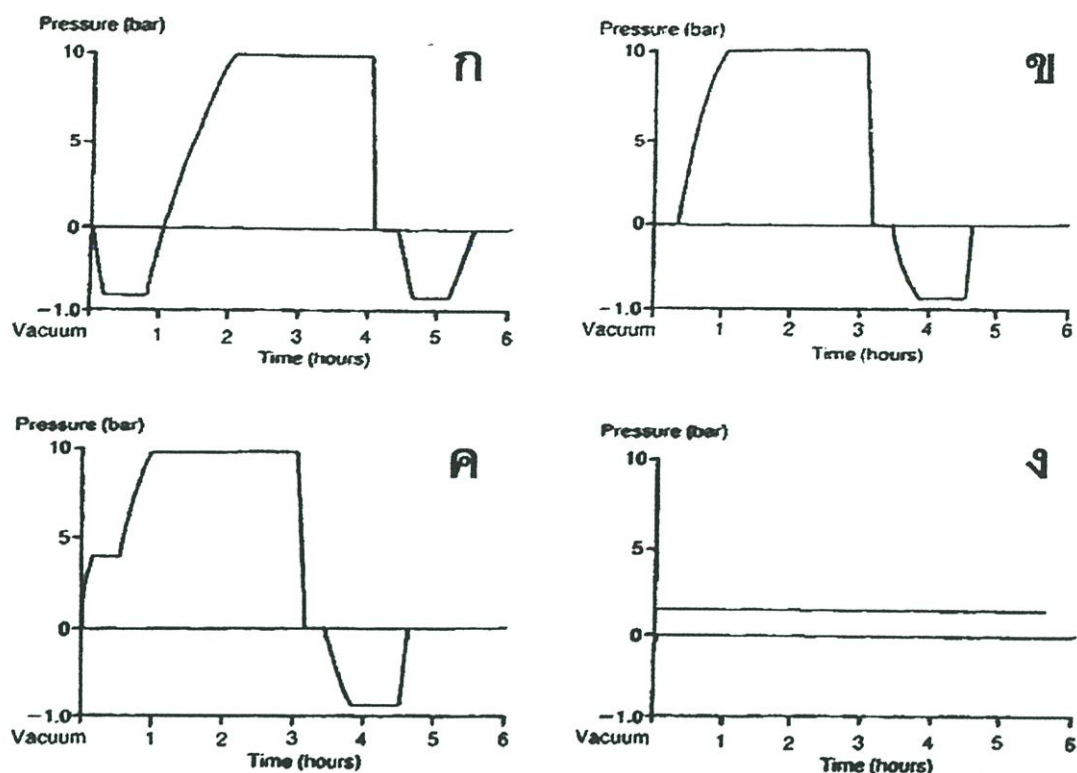 Pressure (bar)
ก
10
5
0
−1.0
Vacuum
1 2 3 4 5 6
Time (hours)
Pressure (bar)
ข
10
5
0
−1.0
Vacuum
1 2 3 4 5 6
Time (hours)
Pressure (bar)
ค
10
5
0
−1.0
Vacuum
1 2 3 4 5 6
Time (hours)
Pressure (bar)
ง
10
5
0
−1.0
Vacuum
1 2 3 4 5 6
Time (hours)